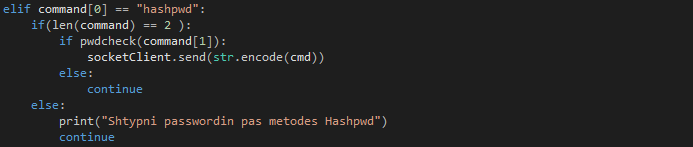 elif command[0] == "hashpwd":
    if(len(command) == 2 ):
        if pwdcheck(command[1]):
            socketClient.send(str.encode(cmd))
        else:
            continue
    else:
        print("Shtypni passwordin pas metodes Hashpwd")
        continue